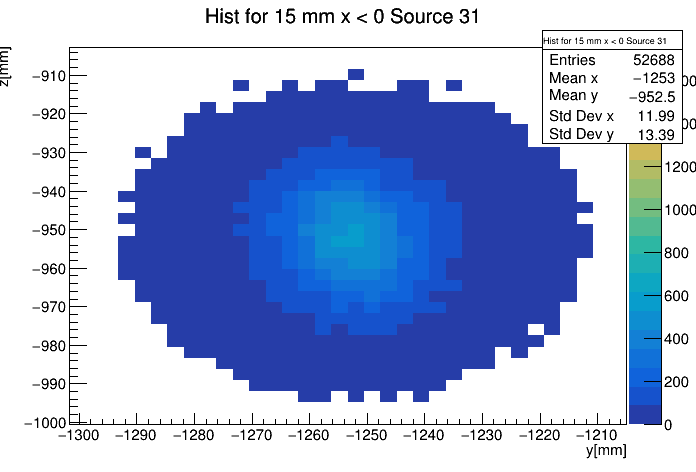 Hist for 15 mm x < 0 Source 31
z[mm]
Hist for 15 mm x < 0 Source 31
Entries 52688
Mean x −1253
Mean y −952.5
Std Dev x 11.99
Std Dev y 13.39
−910
−920
−930
−940
−950
−960
−970
−980
−990
−1000
−1300 −1290 −1280 −1270 −1260 −1250 −1240 −1230 −1220 −1210
y[mm]
1200
1000
800
600
400
200
0